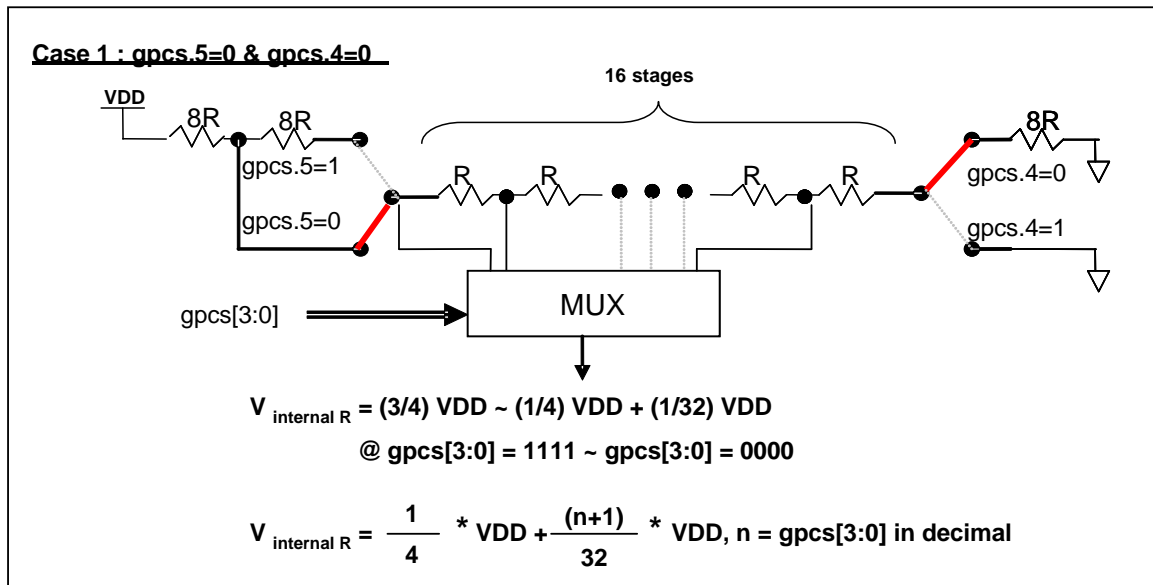 Case 1 : gpcs.5=0 & gpcs.4=0
16 stages
VDD
8R
8R
8R
gpcs.5=1
gpcs.4=0
R
R
R
R
gpcs.5=0
gpcs.4=1
MUX
gpcs[3:0]
V internal R = (3/4) VDD ~ (1/4) VDD + (1/32) VDD
@ gpcs[3:0] = 1111 ~ gpcs[3:0] = 0000
V internal R = 1/4 * VDD + (n+1)/32 * VDD, n = gpcs[3:0] in decimal